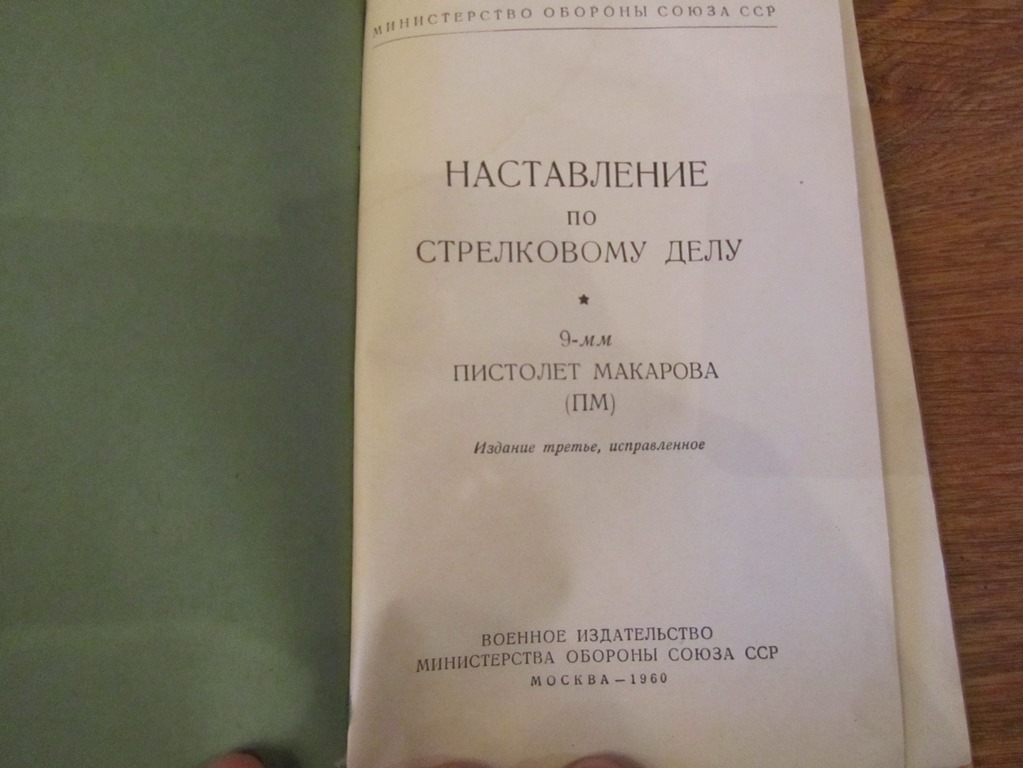 МИНИСТЕРСТВО ОБОРОНЫ СОЮЗА ССР
НАСТАВЛЕНИЕ
ПО
СТРЕЛКОВОМУ ДЕЛУ
★
9-мм
ПИСТОЛЕТ МАКАРОВА
(ПМ)
Издание третье, исправленное
ВОЕННОЕ ИЗДАТЕЛЬСТВО
МИНИСТЕРСТВА ОБОРОНЫ СОЮЗА ССР
МОСКВА — 1960